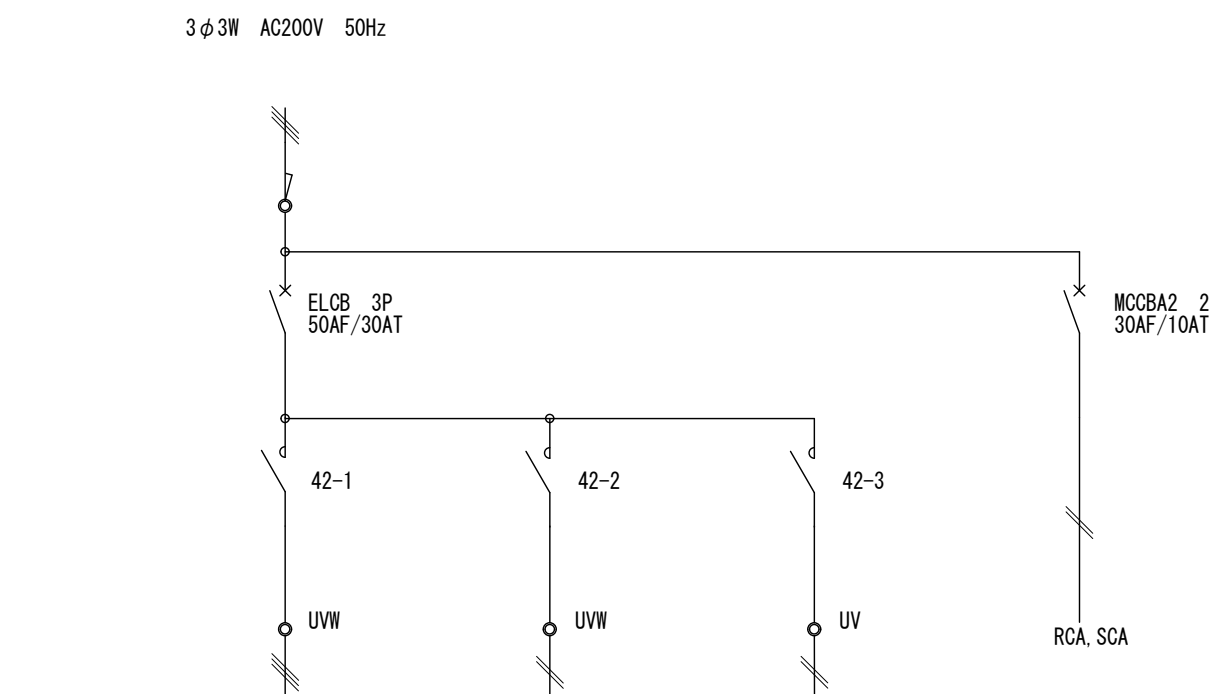 3φ3W AC200V 50Hz
ELCB 3P
50AF/30AT
MCCBA2 2
30AF/10AT
42-1
42-2
42-3
UVW
UVW
UV
RCA,SCA